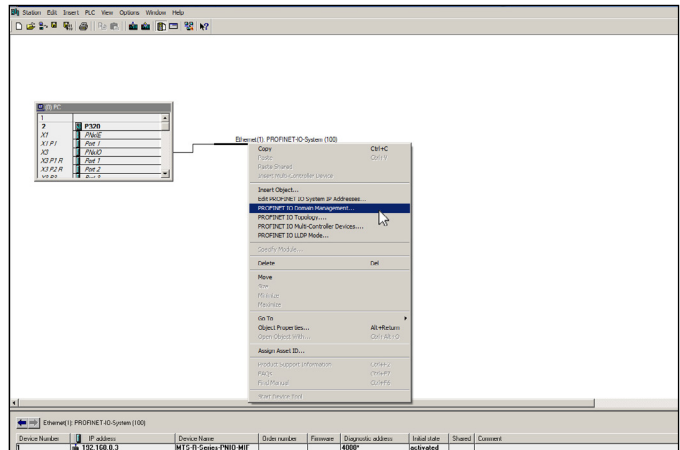 Station Edit Insert PLC View Options Window Help
(0) PC
1
2 P320
X1 PNxIE
X1 P1 Port 1
X3 PNxIO
X3 P1 R Port 1
X3 P2 R Port 2
Ethernet(1): PROFINET-IO-System (100)
Copy Ctrl+C
Paste Ctrl+V
Paste Shared
Insert Multi-Controller Device
Insert Object...
Edit PROFINET IO System IP Addresses...
PROFINET IO Domain Management...
PROFINET IO Topology....
PROFINET IO Multi-Controller Devices....
PROFINET IO LLDP Mode...
Specify Module...
Delete Del
Move
Size
Minimize
Maximize
Go To
Object Properties... Alt+Return
Open Object With... Ctrl+Alt+O
Assign Asset ID...
Product Support Information Ctrl+F2
FAQs Ctrl+F7
Find Manual Ctrl+F6
Start Device Tool
Ethernet(1): PROFINET-IO-System (100)
Device Number IP address Device Name Order number Firmware Diagnostic address Initial state Shared Comment
1 192.168.0.3 MTS-R-Series-PNIO-MIF 4080* activated